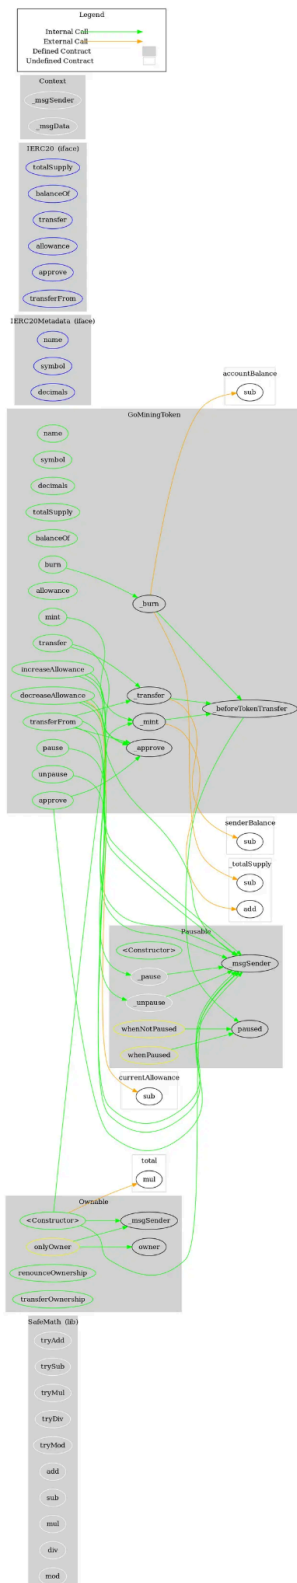 Legend
Internal Call
External Call
Defined Contract
Undefined Contract
Context
_msgSender
_msgData
IERC20 (iface)
totalSupply
balanceOf
transfer
allowance
approve
transferFrom
IERC20Metadata (iface)
name
symbol
decimals
accountBalance
sub
GoMiningToken
name
symbol
decimals
totalSupply
balanceOf
burn
allowance
mint
transfer
increaseAllowance
decreaseAllowance
transferFrom
pause
unpause
approve
_burn
_transfer
_mint
_approve
_beforeTokenTransfer
senderBalance
sub
_totalSupply
sub
add
Pausable
<Constructor>
_pause
_unpause
whenNotPaused
whenPaused
_msgSender
paused
currentAllowance
sub
total
mul
Ownable
<Constructor>
onlyOwner
renounceOwnership
transferOwnership
_msgSender
owner
SafeMath (lib)
tryAdd
trySub
tryMul
tryDiv
tryMod
add
sub
mul
div
mod